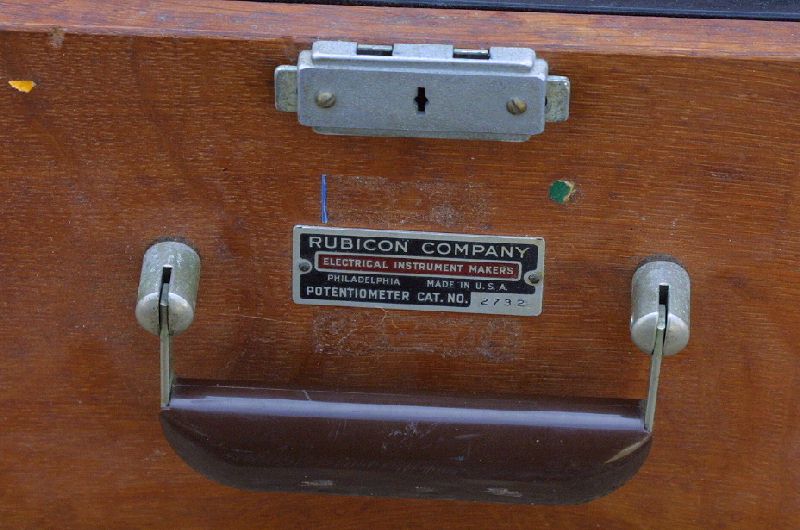 RUBICON COMPANY
ELECTRICAL INSTRUMENT MAKERS
PHILADELPHIA MADE IN U.S.A.
POTENTIOMETER CAT. NO. 2732